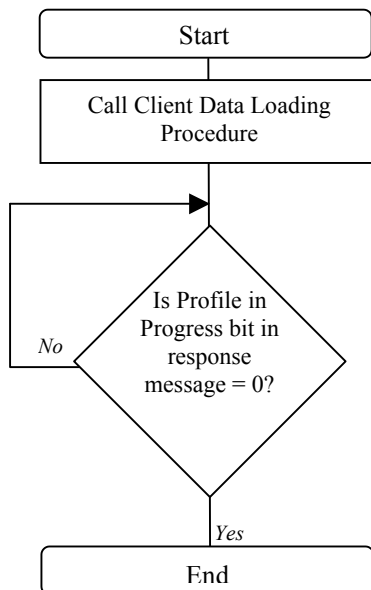 Start
Call Client Data Loading
Procedure
Is Profile in
Progress bit in
response
message = 0?
No
Yes
End